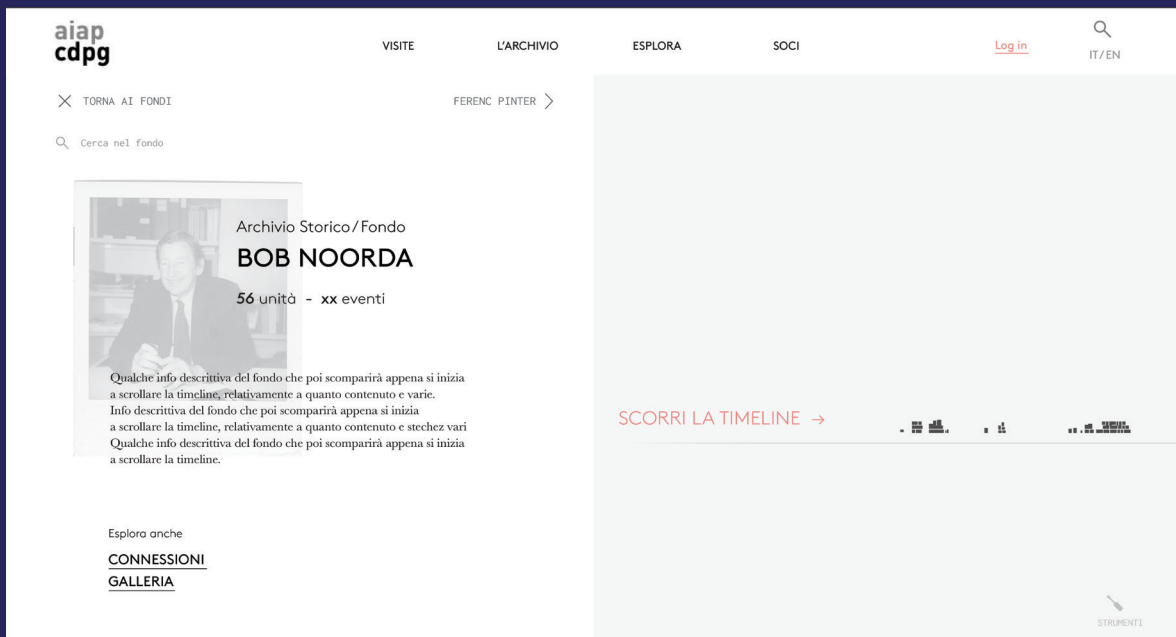 aiap
cdpg
VISITE
L'ARCHIVIO
ESPLORA
SOCI
Log in
IT/EN
TORNA AI FONDI
FERENC PINTER
Cerca nel fondo
Archivio Storico/Fondo
BOB NOORDA
56 unità - xx eventi
Qualche info descrittiva del fondo che poi scomparirà appena si inizia
a scrollare la timeline, relativamente a quanto contenuto e varie.
Info descrittiva del fondo che poi scomparirà appena si inizia
a scrollare la timeline, relativamente a quanto contenuto e stechez vari
Qualche info descrittiva del fondo che poi scomparirà appena si inizia
a scrollare la timeline.
SCORRI LA TIMELINE →
Esplora anche
CONNESSIONI
GALLERIA
STRUMENTI